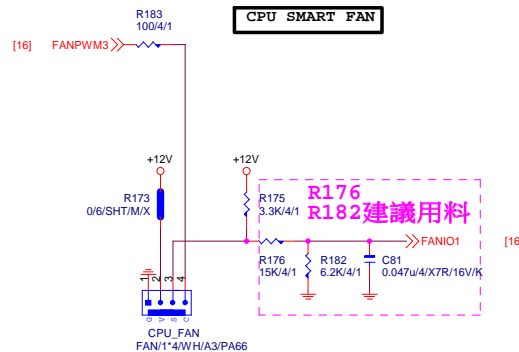 CPU SMART FAN
R183
100/4/1
[16] FANPWM3
+12V
+12V
R173
0/6/SHT/M/X
R175
3.3K/4/1
R176
R182建議用料
FANIO1 [16
R176
15K/4/1
R182
6.2K/4/1
C81
0.047u/4/X7R/16V/K
1 2 3 4
G V S C
CPU_FAN
FAN/1*4/WH/A3/PA66